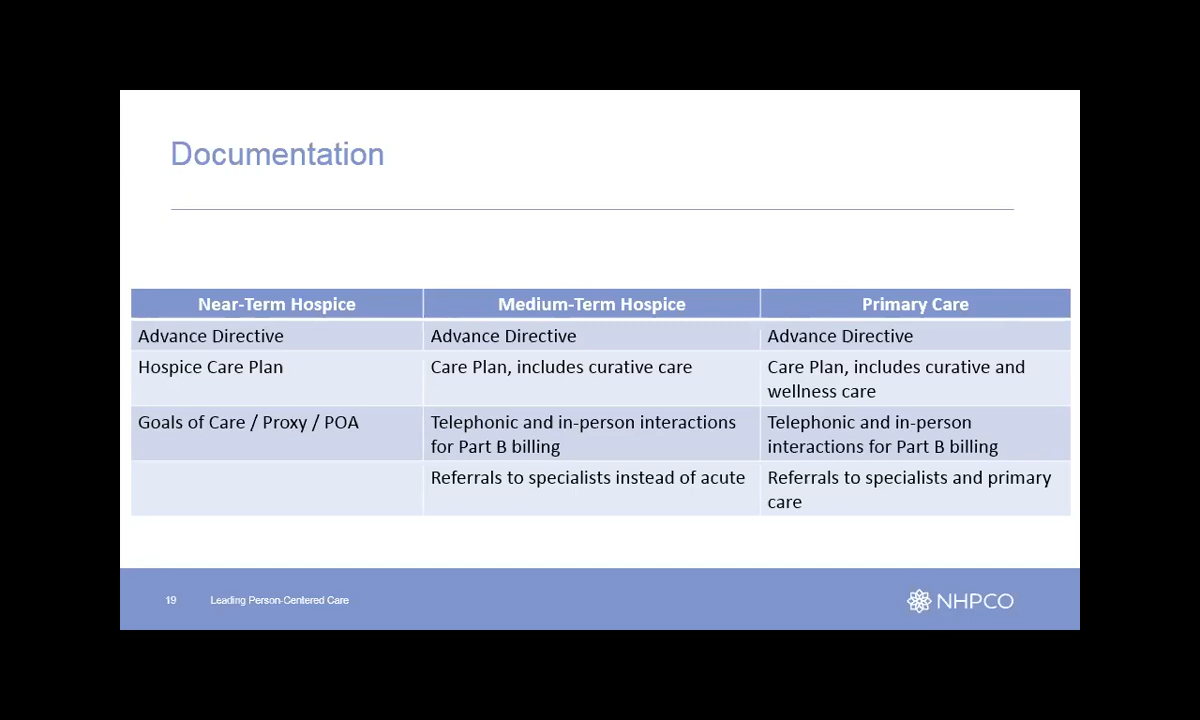 Documentation
Near-Term Hospice
Medium-Term Hospice
Primary Care
Advance Directive
Advance Directive
Advance Directive
Hospice Care Plan
Care Plan, includes curative care
Care Plan, includes curative and
wellness care
Goals of Care / Proxy / POA
Telephonic and in-person interactions
for Part B billing
Telephonic and in-person
interactions for Part B billing
Referrals to specialists instead of acute
Referrals to specialists and primary
care
19
Leading Person-Centered Care
NHPCO